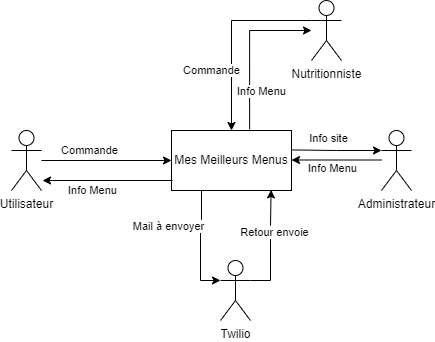 Commande
Nutritionniste
Info Menu
Info site
Commande
Mes Meilleurs Menus
Info Menu
Info Menu
Utilisateur
Administrateur
Mail à envoyer
Retour envoie
Twilio